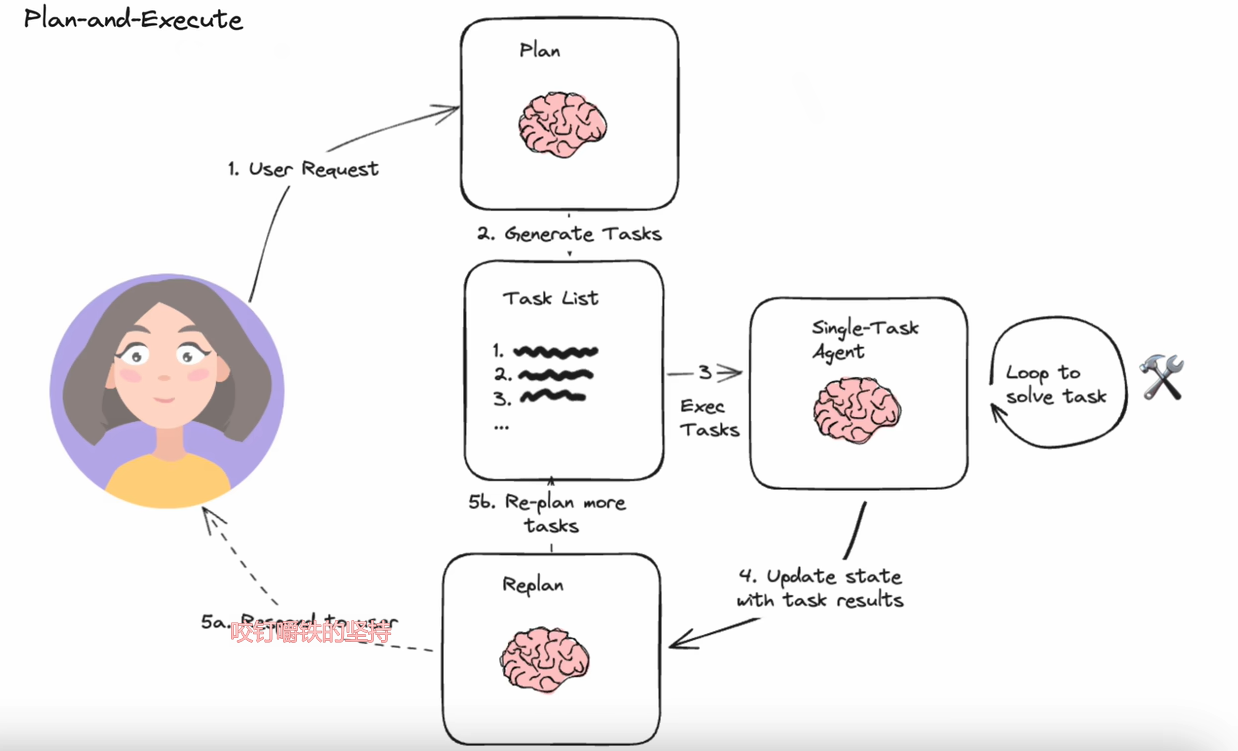 Plan-and-Execute
Plan
1. User Request
2. Generate Tasks
Task List
1.
2.
3.
...
3
Exec
Tasks
Single-Task
Agent
Loop to
solve task
5b. Re-plan more
tasks
Replan
4. Update state
with task results
5a. Respond to user
咬钉嚼铁的坚持